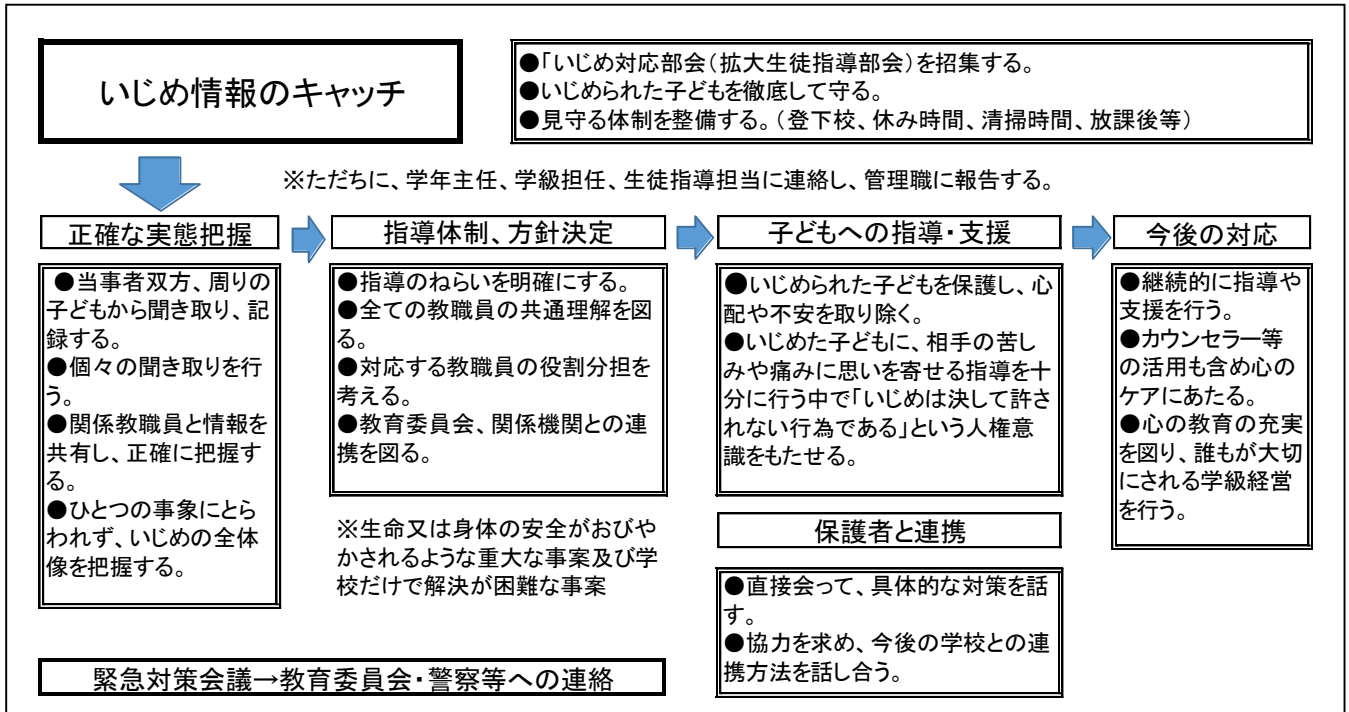 いじめ情報のキャッチ
●「いじめ対応部会(拡大生徒指導部会)を招集する。
●いじめられた子どもを徹底して守る。
●見守る体制を整備する。(登下校、休み時間、清掃時間、放課後等)
※ただちに、学年主任、学級担任、生徒指導担当に連絡し、管理職に報告する。
正確な実態把握
●当事者双方、周りの
子どもから聞き取り、記
録する。
●個々の聞き取りを行
う。
●関係教職員と情報を
共有し、正確に把握す
る。
●ひとつの事象にとら
われず、いじめの全体
像を把握する。
指導体制、方針決定
●指導のねらいを明確にする。
●全ての教職員の共通理解を図
る。
●対応する教職員の役割分担を
考える。
●教育委員会、関係機関との連
携を図る。
※生命又は身体の安全がおびや
かされるような重大な事案及び学
校だけで解決が困難な事案
子どもへの指導・支援
●いじめられた子どもを保護し、心
配や不安を取り除く。
●いじめた子どもに、相手の苦し
みや痛みに思いを寄せる指導を十
分に行う中で「いじめは決して許さ
れない行為である」という人権意
識をもたせる。
保護者と連携
●直接会って、具体的な対策を話
す。
●協力を求め、今後の学校との連
携方法を話し合う。
今後の対応
●継続的に指導や
支援を行う。
●カウンセラー等
の活用も含め心の
ケアにあたる。
●心の教育の充実
を図り、誰もが大切
にされる学級経営
を行う。
緊急対策会議→教育委員会・警察等への連絡